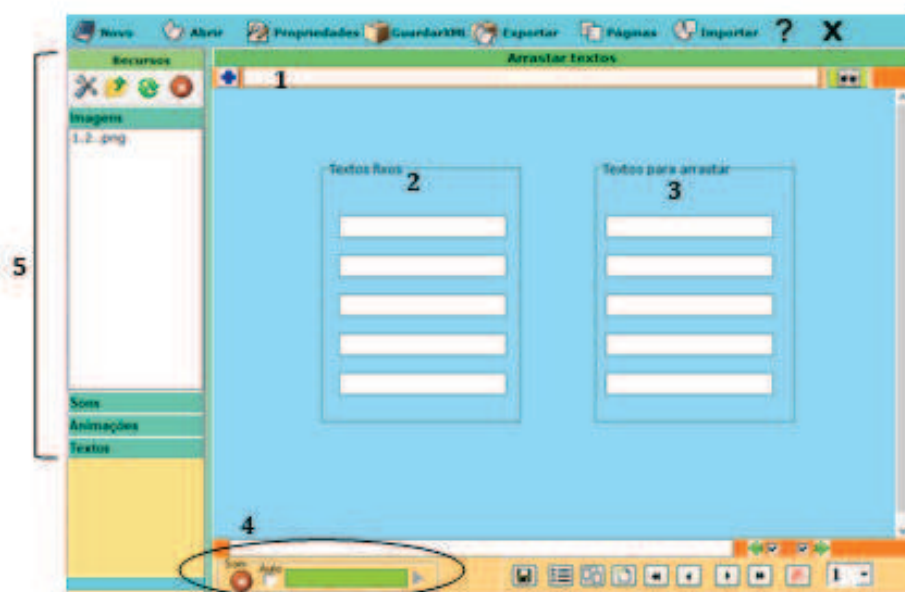 Novo Abrir Propriedades GuardarXML Exportar Páginas Importar ? X
Recursos
Arrastar textos
1
Imagens
1.2..png
Textos fixos
2
Textos para arrastar
3
5
Sons
Animações
Textos
4
Som Auto
1